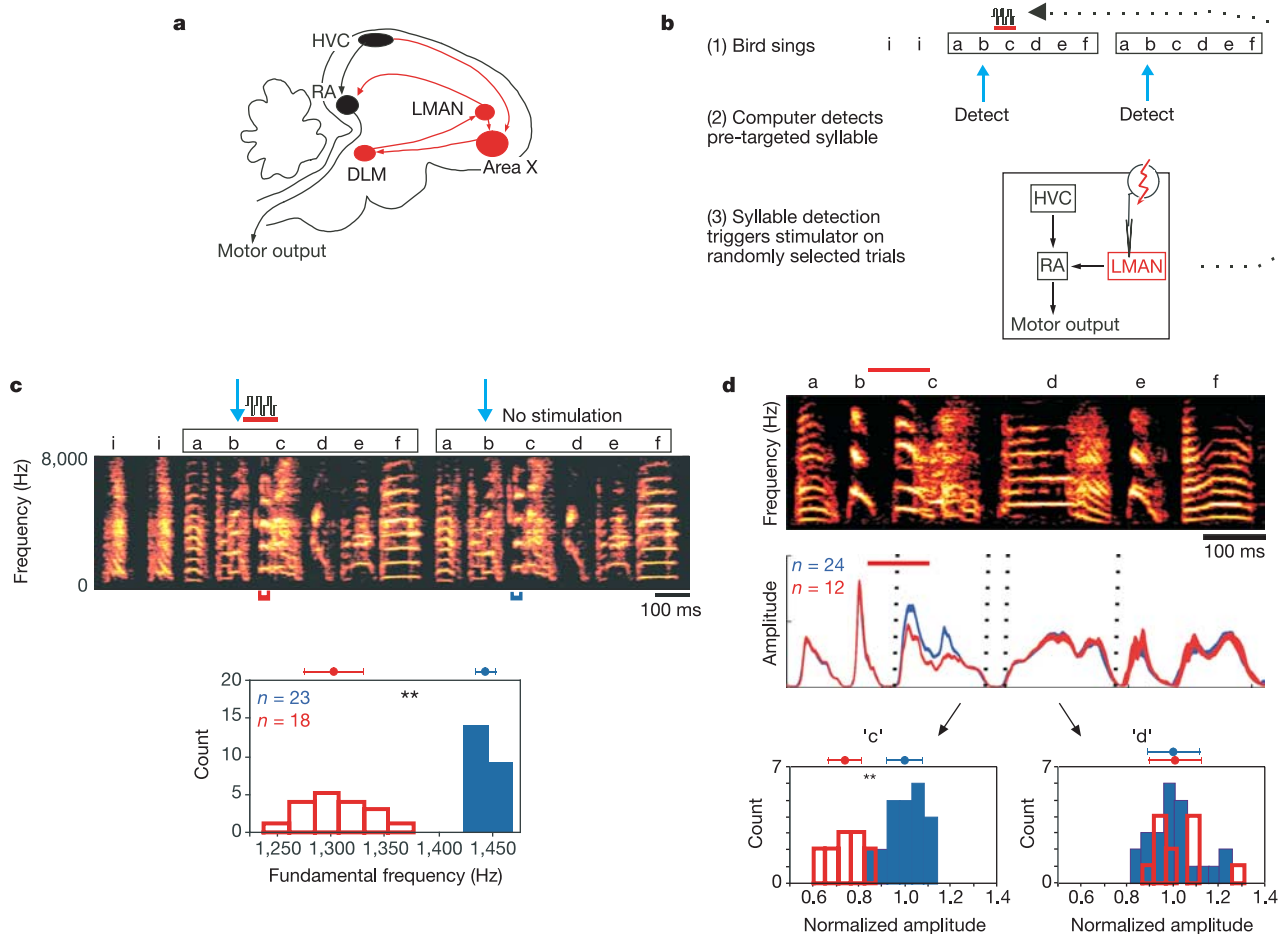 a
HVC
RA
LMAN
DLM
Area X
Motor output
b
(1) Bird sings
i i a b c d e f a b c d e f
Detect Detect
(2) Computer detects
pre-targeted syllable
(3) Syllable detection
triggers stimulator on
randomly selected trials
HVC
RA
LMAN
Motor output
c
No stimulation
i i a b c d e f a b c d e f
8,000
Frequency (Hz)
0
100 ms
20
15
10
5
0
Count
n = 23
n = 18
**
1,250 1,300 1,350 1,400 1,450
Fundamental frequency (Hz)
d
a b c d e f
Frequency (Hz)
100 ms
n = 24
n = 12
Amplitude
'c'
7
**
Count
0
0.6 0.8 1.0 1.2 1.4
Normalized amplitude
'd'
7
Count
0
0.6 0.8 1.0 1.2 1.4
Normalized amplitude